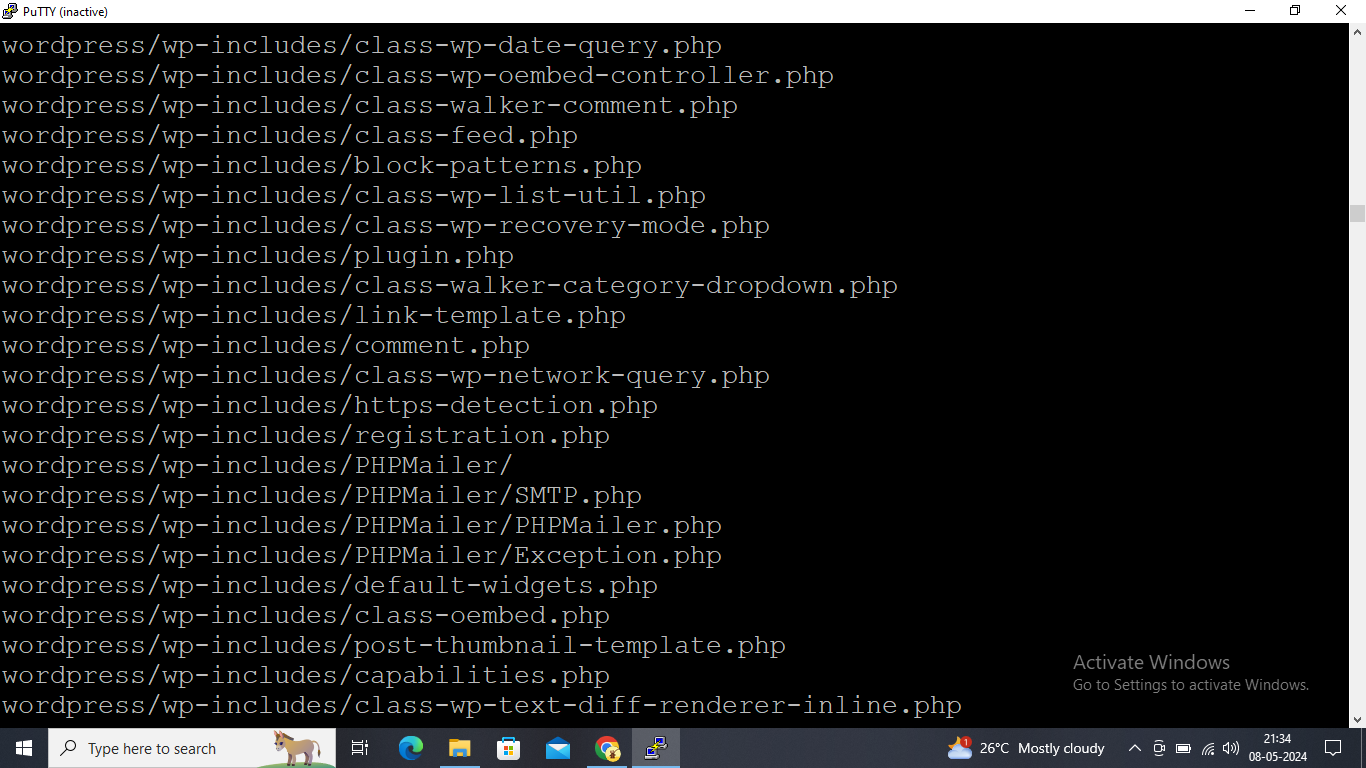 PuTTY (inactive)
wordpress/wp-includes/class-wp-date-query.php
wordpress/wp-includes/class-wp-oembed-controller.php
wordpress/wp-includes/class-walker-comment.php
wordpress/wp-includes/class-feed.php
wordpress/wp-includes/block-patterns.php
wordpress/wp-includes/class-wp-list-util.php
wordpress/wp-includes/class-wp-recovery-mode.php
wordpress/wp-includes/plugin.php
wordpress/wp-includes/class-walker-category-dropdown.php
wordpress/wp-includes/link-template.php
wordpress/wp-includes/comment.php
wordpress/wp-includes/class-wp-network-query.php
wordpress/wp-includes/https-detection.php
wordpress/wp-includes/registration.php
wordpress/wp-includes/PHPMailer/
wordpress/wp-includes/PHPMailer/SMTP.php
wordpress/wp-includes/PHPMailer/PHPMailer.php
wordpress/wp-includes/PHPMailer/Exception.php
wordpress/wp-includes/default-widgets.php
wordpress/wp-includes/class-oembed.php
wordpress/wp-includes/post-thumbnail-template.php
wordpress/wp-includes/capabilities.php
wordpress/wp-includes/class-wp-text-diff-renderer-inline.php
Activate Windows
Go to Settings to activate Windows.
Type here to search
1
26°C Mostly cloudy
21:34
08-05-2024